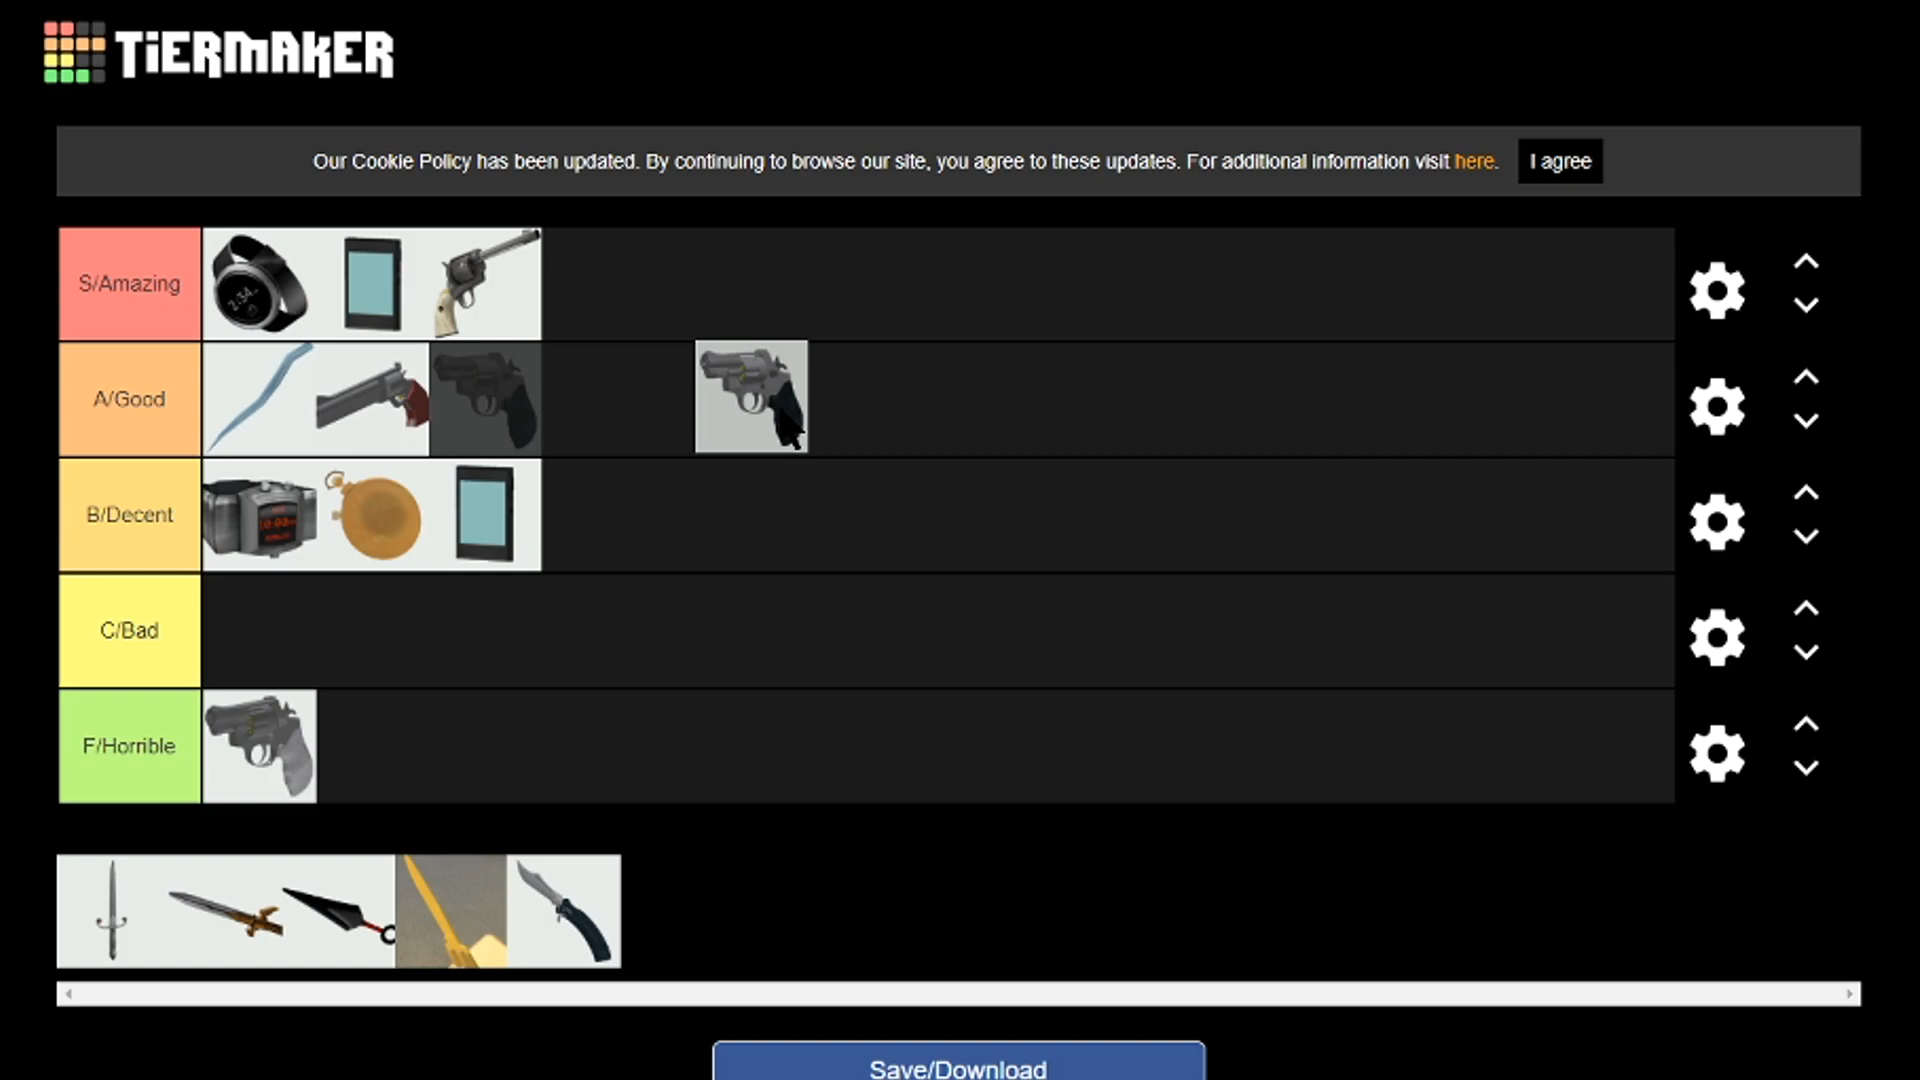 TiERMAKER
Our Cookie Policy has been updated. By continuing to browse our site, you agree to these updates. For additional information visit here. I agree
S/Amazing
A/Good
B/Decent
C/Bad
F/Horrible
Save/Download